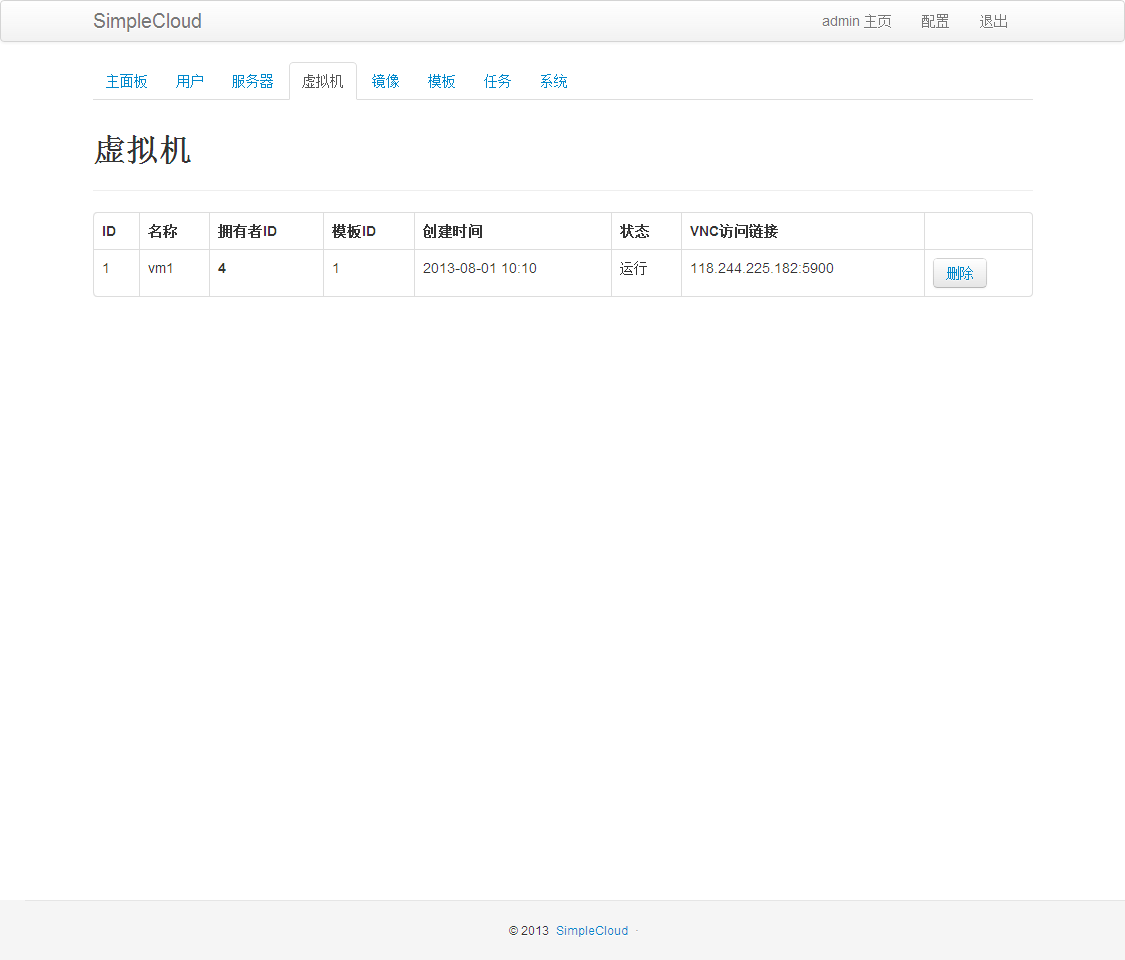 SimpleCloud admin 主页 配置 退出
主面板 用户 服务器 虚拟机 镜像 模板 任务 系统
虚拟机
ID 名称 拥有者ID 模板ID 创建时间 状态 VNC访问链接
1 vm1 4 1 2013-08-01 10:10 运行 118.244.225.182:5900 删除
© 2013 SimpleCloud -